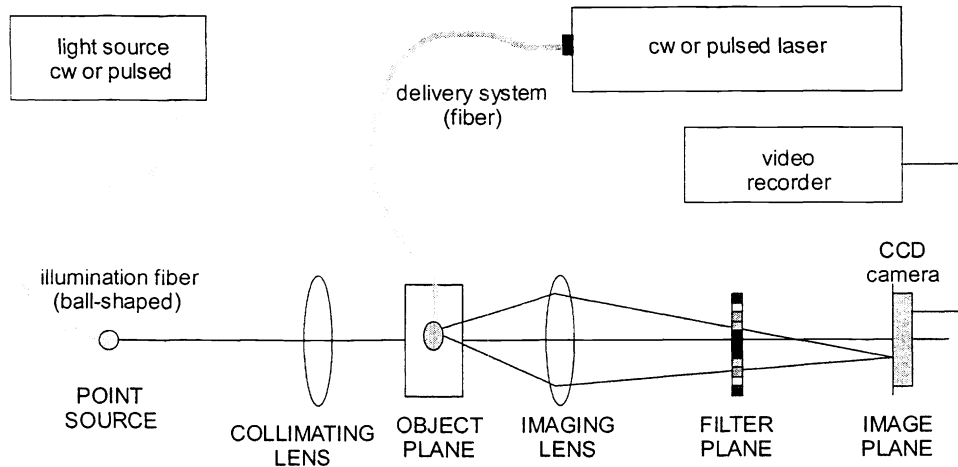 light source
cw or pulsed
cw or pulsed laser
delivery system
(fiber)
video
recorder
CCD
camera
illumination fiber
(ball-shaped)
POINT
SOURCE
COLLIMATING
LENS
OBJECT
PLANE
IMAGING
LENS
FILTER
PLANE
IMAGE
PLANE